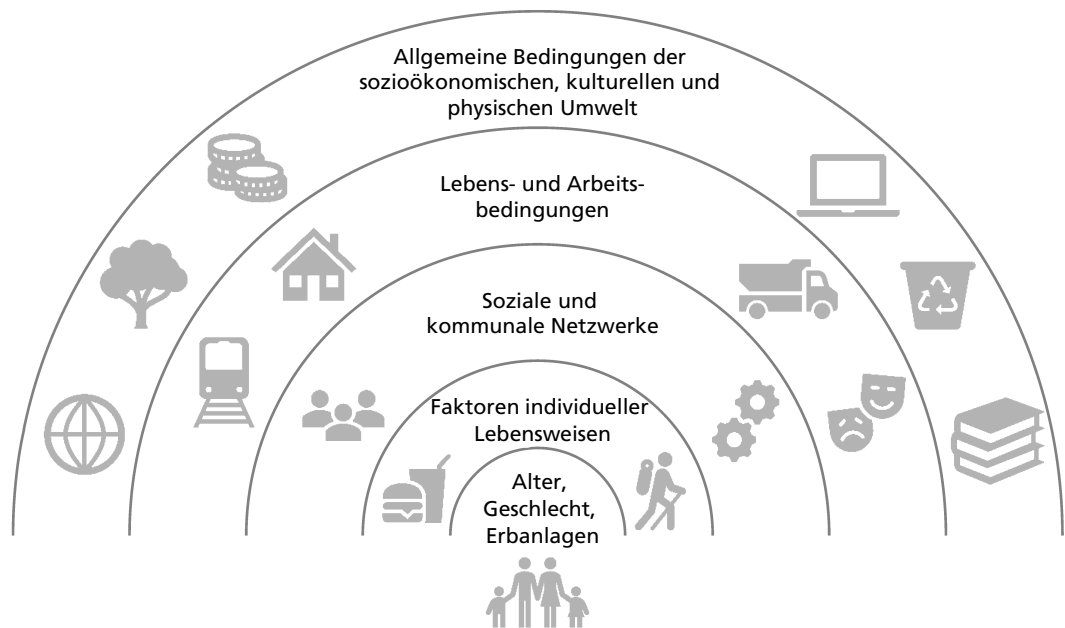 Allgemeine Bedingungen der
sozioökonomischen, kulturellen und
physischen Umwelt
Lebens- und Arbeits-
bedingungen
Soziale und
kommunale Netzwerke
Faktoren individueller
Lebensweisen
Alter,
Geschlecht,
Erbanlagen